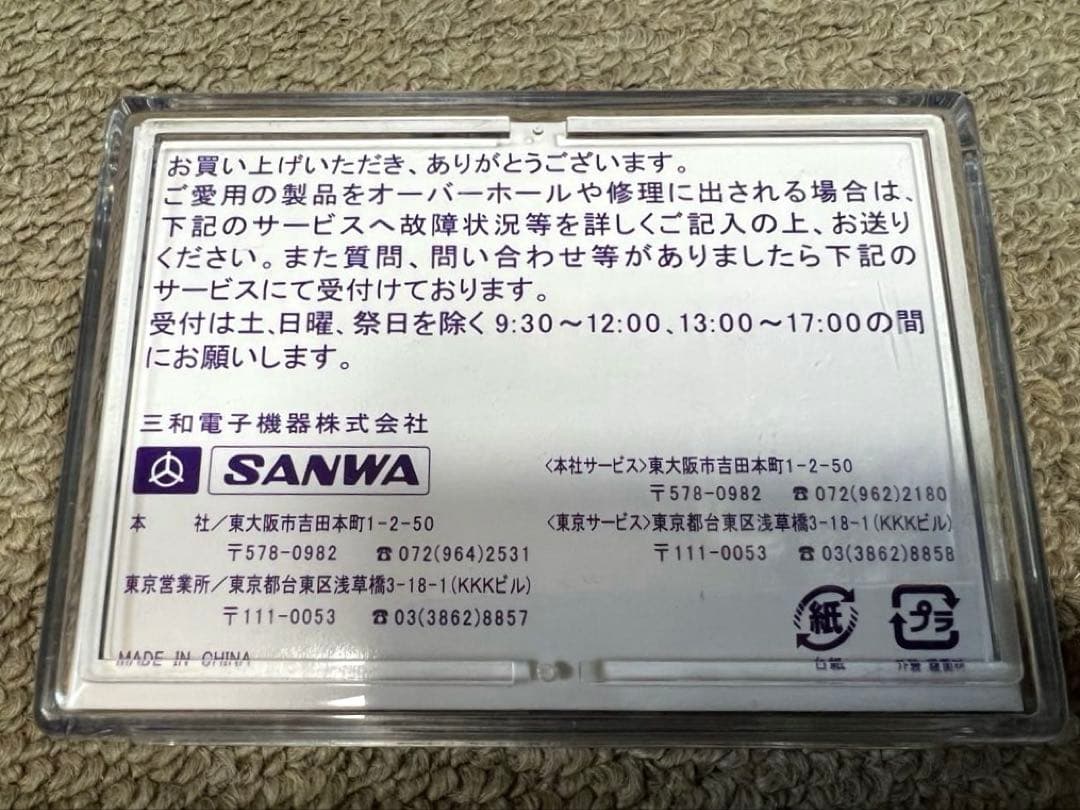 お買い上げいただき、ありがとうございます。
ご愛用の製品をオーバーホールや修理に出される場合は、
下記のサービスへ故障状況等を詳しくご記入の上、お送り
ください。また質問、問い合わせ等がありましたら下記の
サービスにて受付けております。
受付は土、日曜、祭日を除く9:30～12:00、13:00～17:00の間
にお願いします。
三和電子機器株式会社
SANWA
本　社／東大阪市吉田本町1-2-50
〒578-0982 ☎072(964)2531
東京営業所／東京都台東区浅草橋3-18-1(KKKビル)
〒111-0053 ☎03(3862)8857
MADE IN CHINA
〈本社サービス〉東大阪市吉田本町1-2-50
〒578-0982 ☎072(962)2180
〈東京サービス〉東京都台東区浅草橋3-18-1(KKKビル)
〒111-0053 ☎03(3862)8858
紙
プラ
台紙